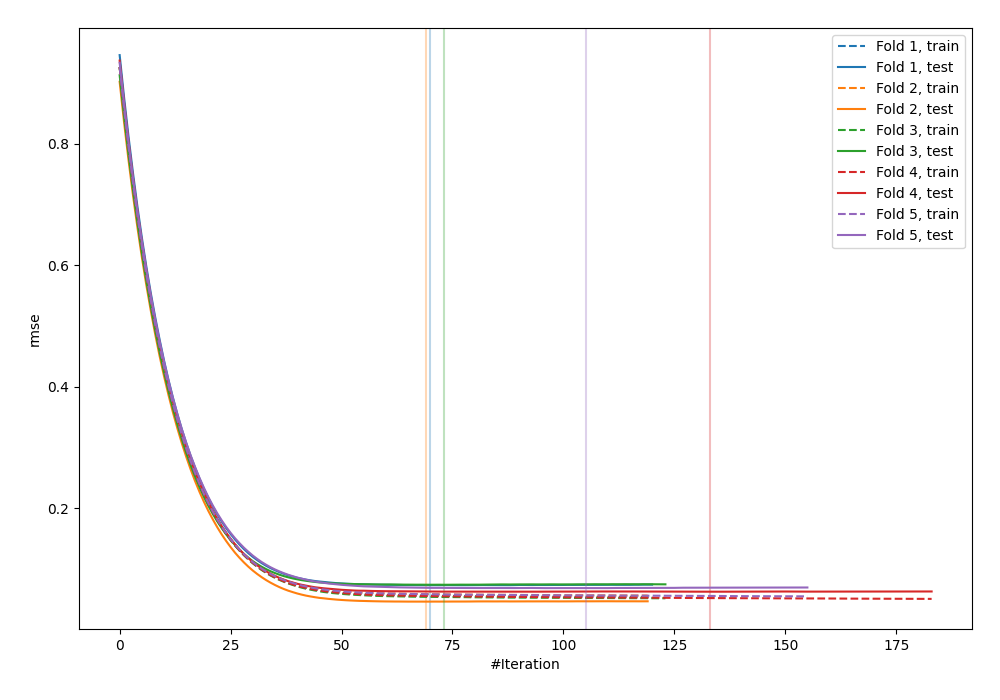 Fold 1, train
Fold 1, test
Fold 2, train
Fold 2, test
Fold 3, train
Fold 3, test
Fold 4, train
Fold 4, test
Fold 5, train
Fold 5, test
rmse
0.8
0.6
0.4
0.2
0 25 50 75 100 125 150 175
#Iteration